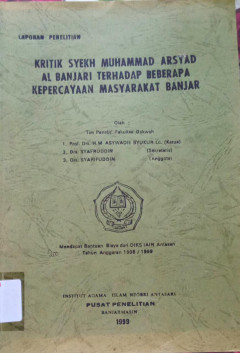 LAPORAN PENELITIAN
KRITIK SYEKH MUHAMMAD ARSYAD
AL BANJARI TERHADAP BEBERAPA
KEPERCAYAAN MASYARAKAT BANJAR
Oleh :
Tim Peneliti Fakultas Dakwah
1. Prof. Drs. H.M. ASYWADIE SYUKUR Lc. (Ketua)
2. Drs. SYAFRUDDIN (Sekretaris)
3. Drs. SYARIFUDDIN (Anggota)
Mendapat Bantuan Biaya dari DIKS IAIN Antasari
Tahun Anggaran 1988 / 1989
INSTITUT AGAMA ISLAM NEGERI ANTASARI
PUSAT PENELITIAN
BANJARMASIN
1989